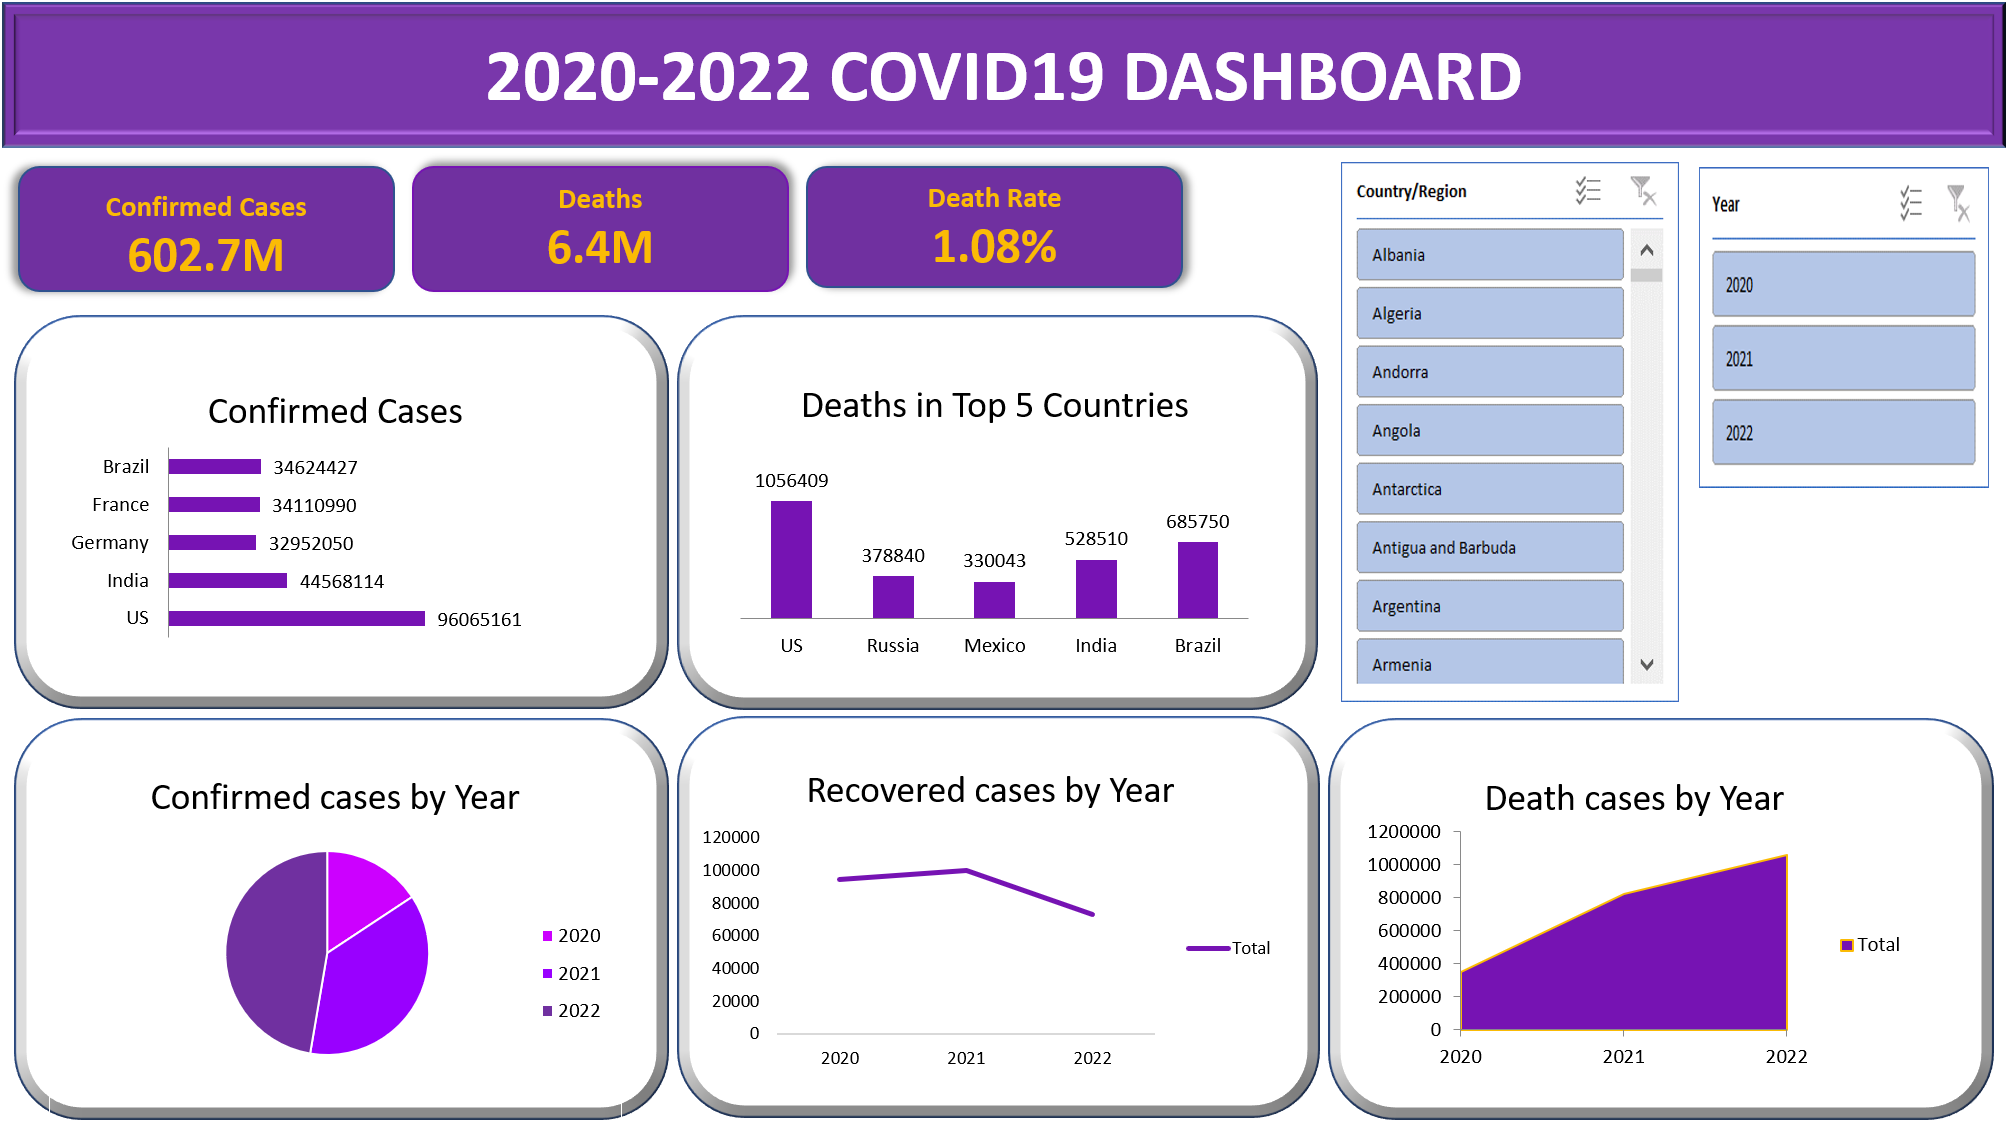 2020-2022 COVID19 DASHBOARD
Confirmed Cases
602.7M
Deaths
6.4M
Death Rate
1.08%
Country/Region
Albania
Algeria
Andorra
Angola
Antarctica
Antigua and Barbuda
Argentina
Armenia
Year
2020
2021
2022
Confirmed Cases
Brazil 34624427
France 34110990
Germany 32952050
India 44568114
US 96065161
Deaths in Top 5 Countries
1056409 378840 330043 528510 685750
US Russia Mexico India Brazil
Confirmed cases by Year
2020
2021
2022
Recovered cases by Year
120000
100000
80000
60000
40000
20000
0
2020 2021 2022
Total
Death cases by Year
1200000
1000000
800000
600000
400000
200000
0
2020 2021 2022
Total